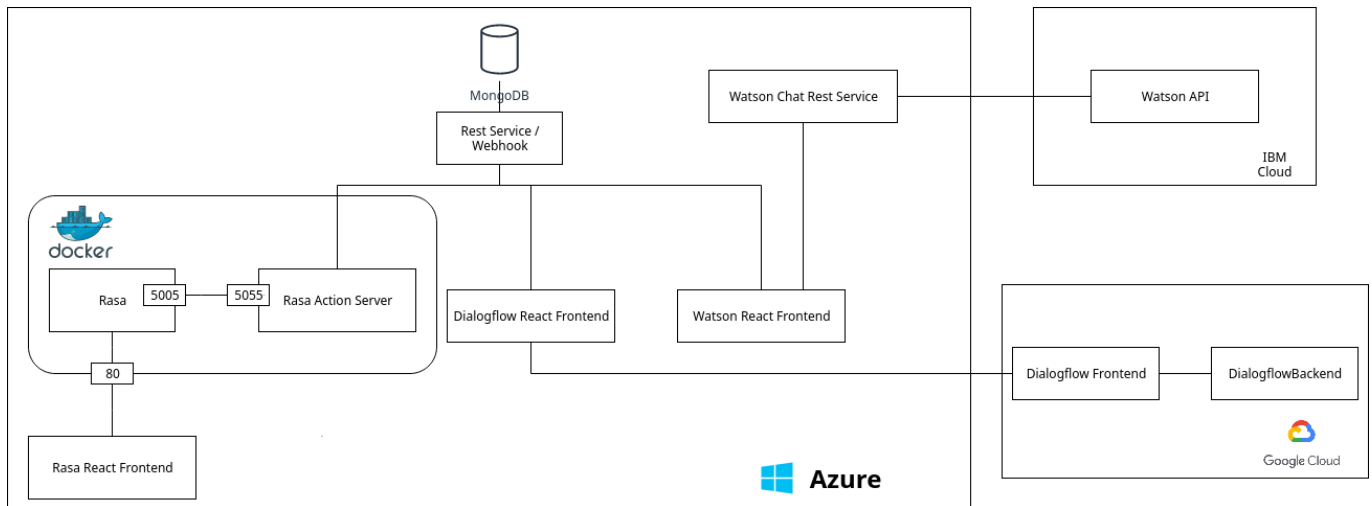 MongoDB
Rest Service /
Webhook
Watson Chat Rest Service
Watson API
IBM
Cloud
docker
Rasa
5005
5055
Rasa Action Server
Dialogflow React Frontend
Watson React Frontend
80
Dialogflow Frontend
DialogflowBackend
Rasa React Frontend
Azure
Google Cloud